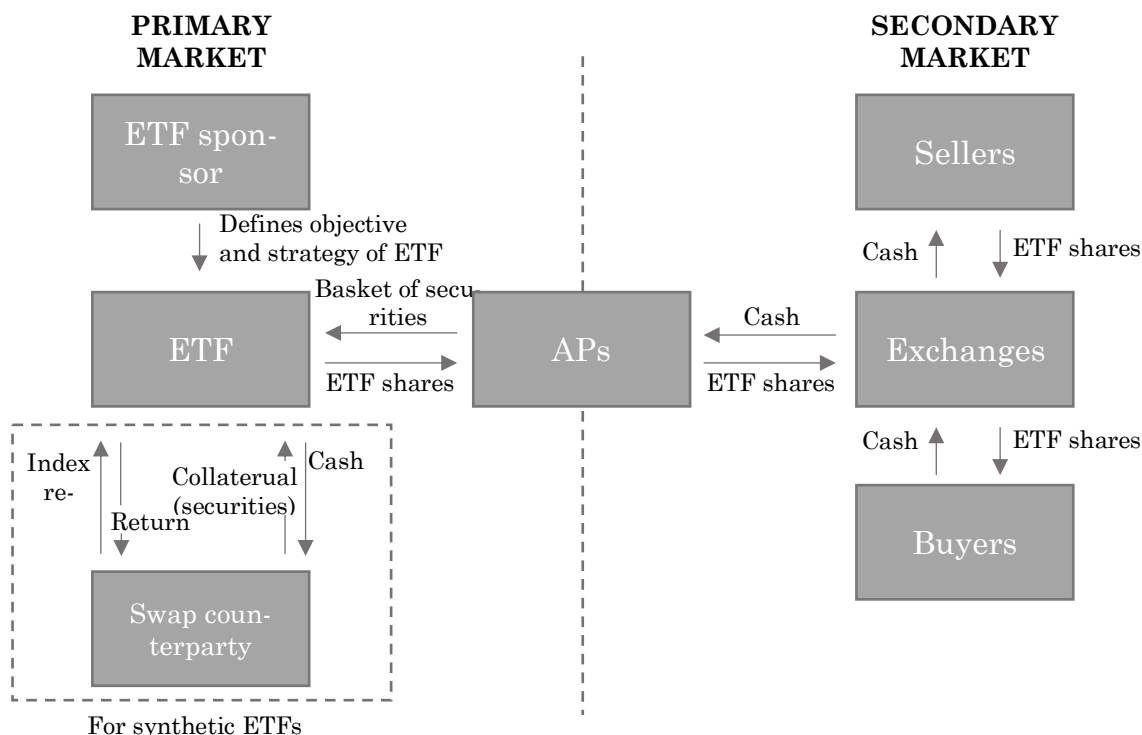 PRIMARY
MARKET
SECONDARY
MARKET
ETF spon-
sor
Sellers
Defines objective
and strategy of ETF
Cash
ETF shares
Basket of secu-
rities
ETF
ETF shares
APs
Cash
ETF shares
Exchanges
Cash
ETF shares
Index
re-
Return
Collaterual
(securities)
Cash
Buyers
Swap coun-
terparty
For synthetic ETFs